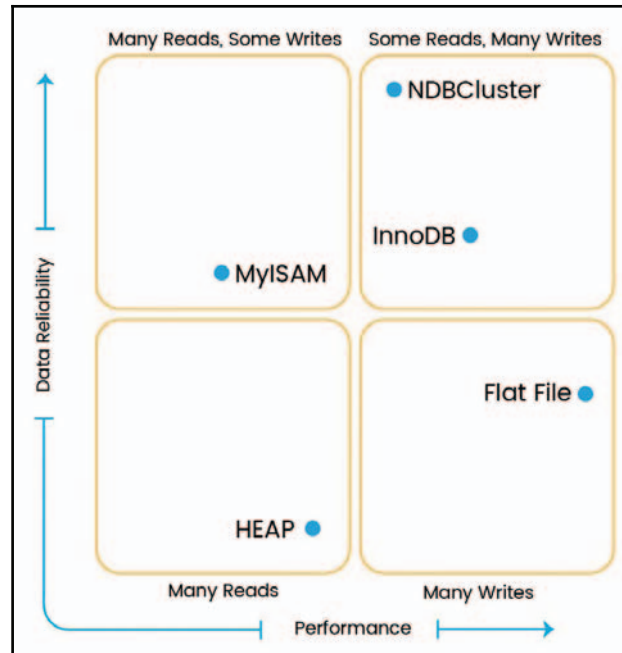 Many Reads, Some Writes
Some Reads, Many Writes
NDBCluster
InnoDB
MyISAM
Data Reliability
Flat File
HEAP
Many Reads
Many Writes
Performance